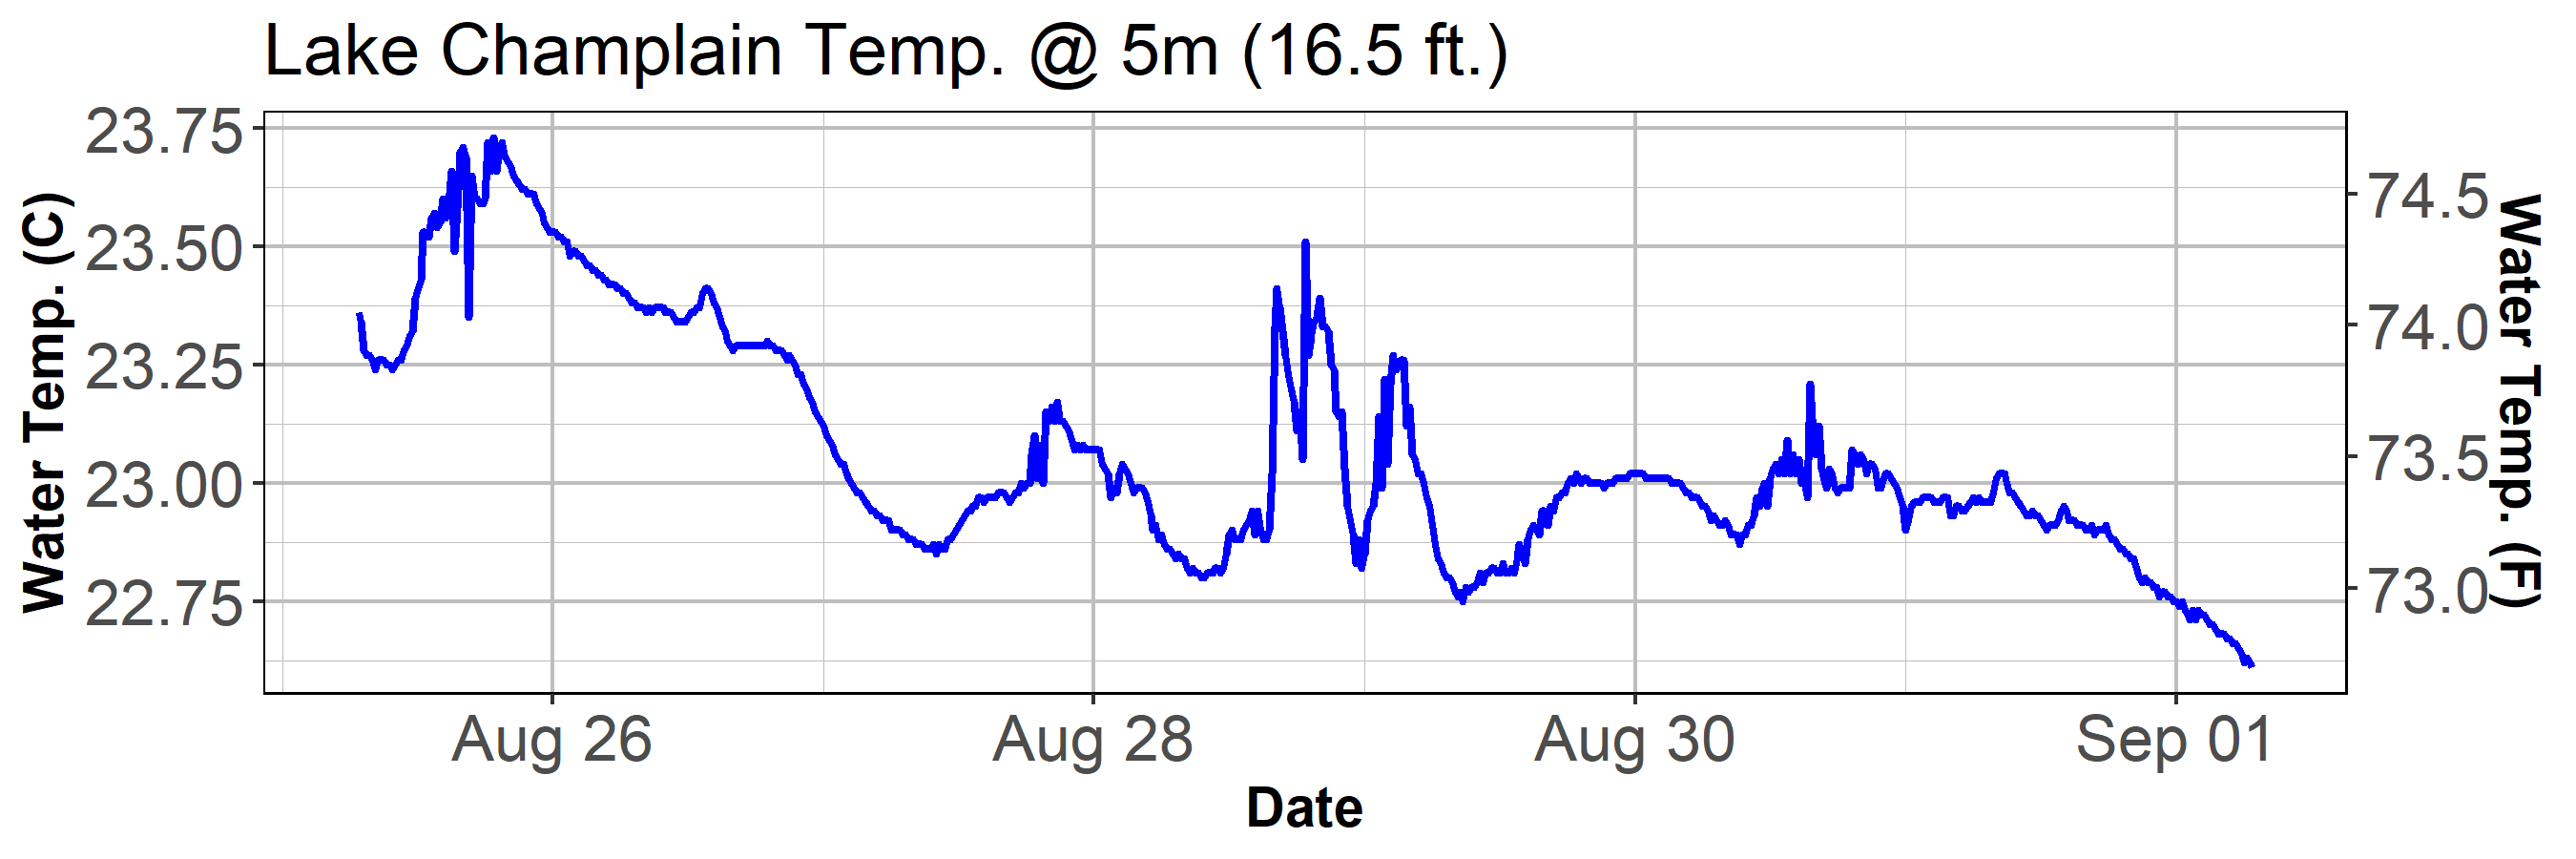 Lake Champlain Temp. @ 5m (16.5 ft.)
Water Temp. (C)
23.75
23.50
23.25
23.00
22.75
74.5
74.0
73.5
73.0
Water Temp. (F)
Aug 26 Aug 28 Aug 30 Sep 01
Date